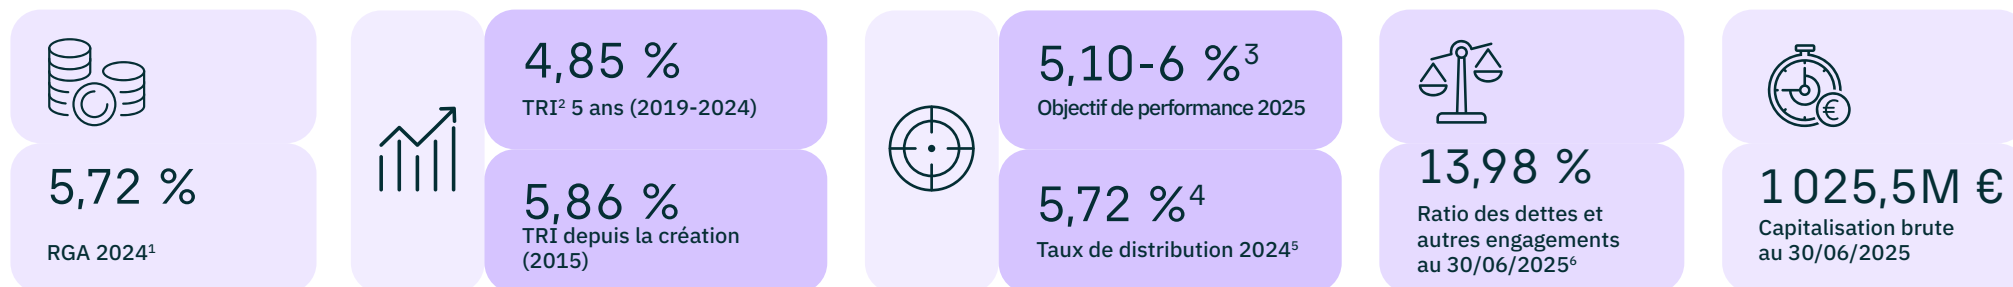 5,72 %
RGA 2024¹
4,85 %
TRI² 5 ans (2019-2024)
5,86 %
TRI depuis la création
(2015)
5,10-6 %³
Objectif de performance 2025
5,72 %⁴
Taux de distribution 2024⁵
13,98 %
Ratio des dettes et
autres engagements
au 30/06/2025⁶
€
1 025,5M €
Capitalisation brute
au 30/06/2025